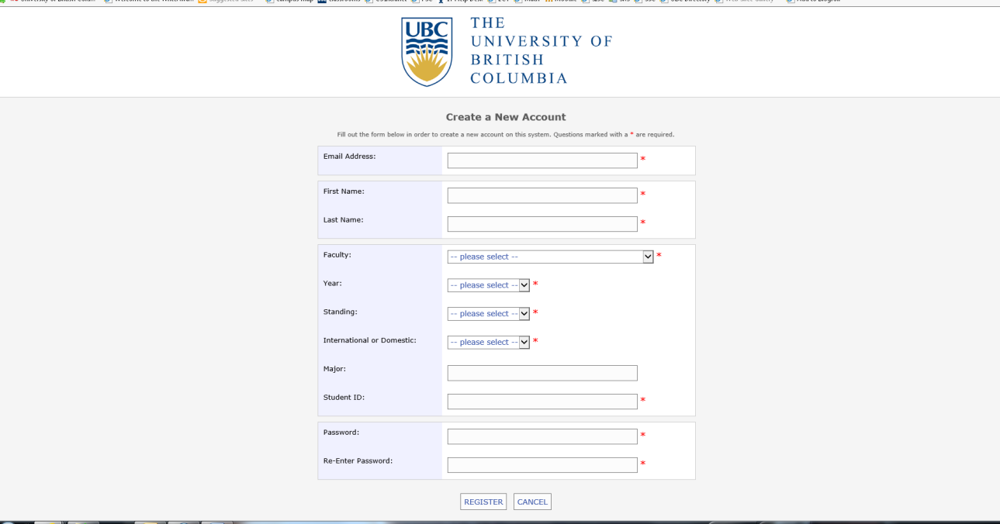 UBC
THE
UNIVERSITY OF
BRITISH
COLUMBIA
Create a New Account
Fill out the form below in order to create a new account on this system. Questions marked with a * are required.
Email Address: *
First Name: *
Last Name: *
Faculty: -- please select -- *
Year: -- please select -- *
Standing: -- please select -- *
International or Domestic: -- please select -- *
Major:
Student ID: *
Password: *
Re-Enter Password: *
REGISTER CANCEL